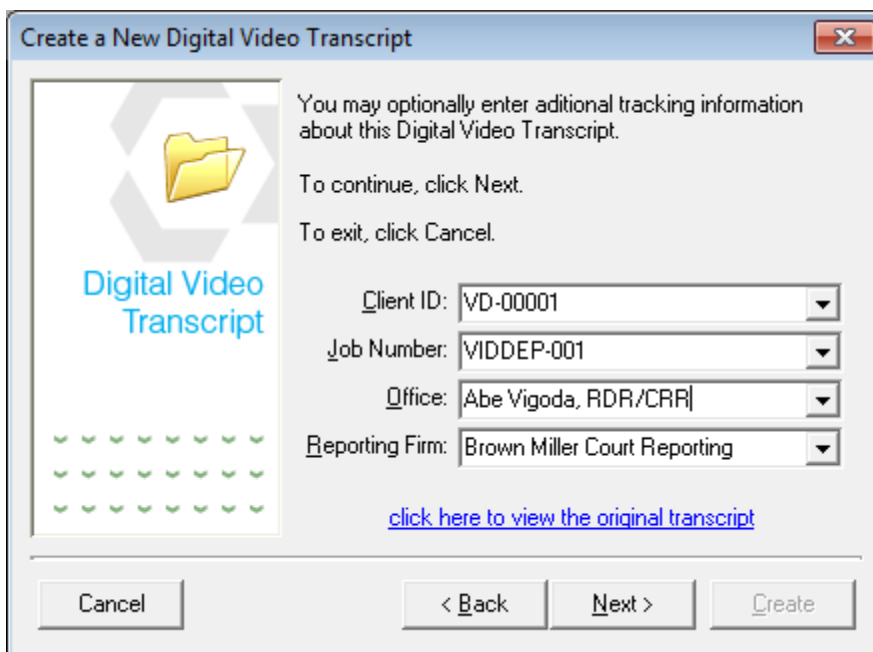 Create a New Digital Video Transcript
You may optionally enter aditional tracking information
about this Digital Video Transcript.
To continue, click Next.
To exit, click Cancel.
Digital Video
Transcript
Client ID: VD-00001
Job Number: VIDDEP-001
Office: Abe Vigoda, RDR/CRR
Reporting Firm: Brown Miller Court Reporting
click here to view the original transcript
Cancel < Back Next > Create